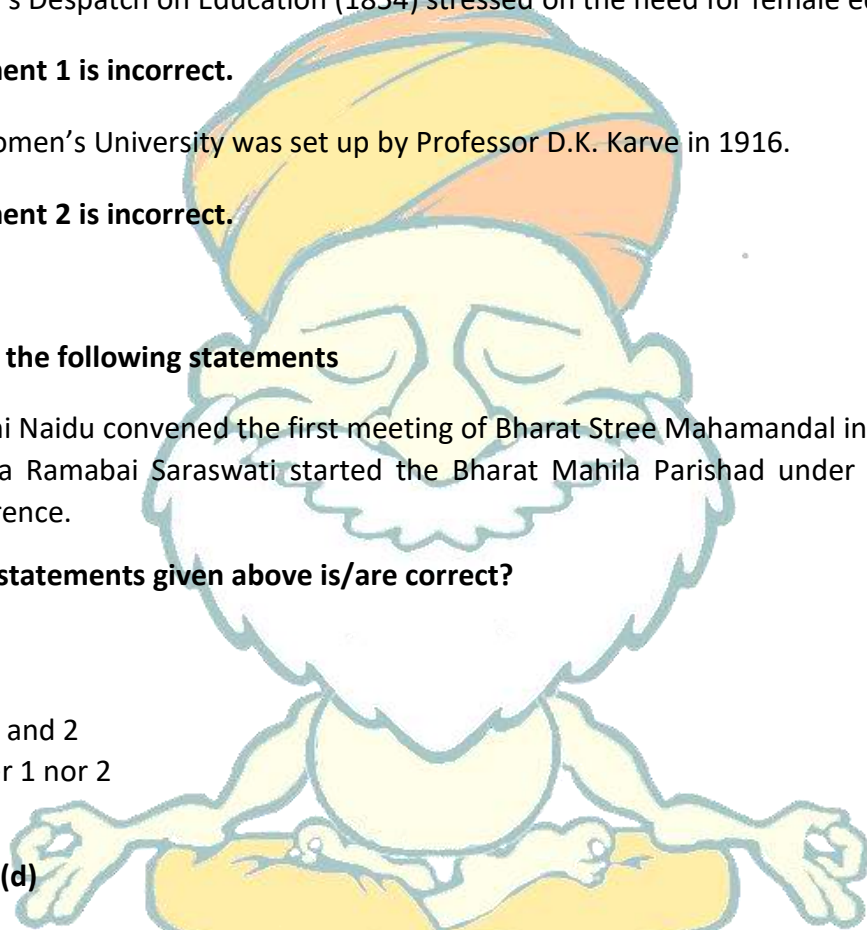 's Despatch on Education (1854) stressed on the need for female
ent 1 is incorrect.
omen's University was set up by Professor D.K. Karve in 1916.
ent 2 is incorrect.
the following statements
ni Naidu convened the first meeting of Bharat Stree Mahamandal in
a Ramabai Saraswati started the Bharat Mahila Parishad under
rence.
statements given above is/are correct?
and 2
r 1 nor 2
(d)